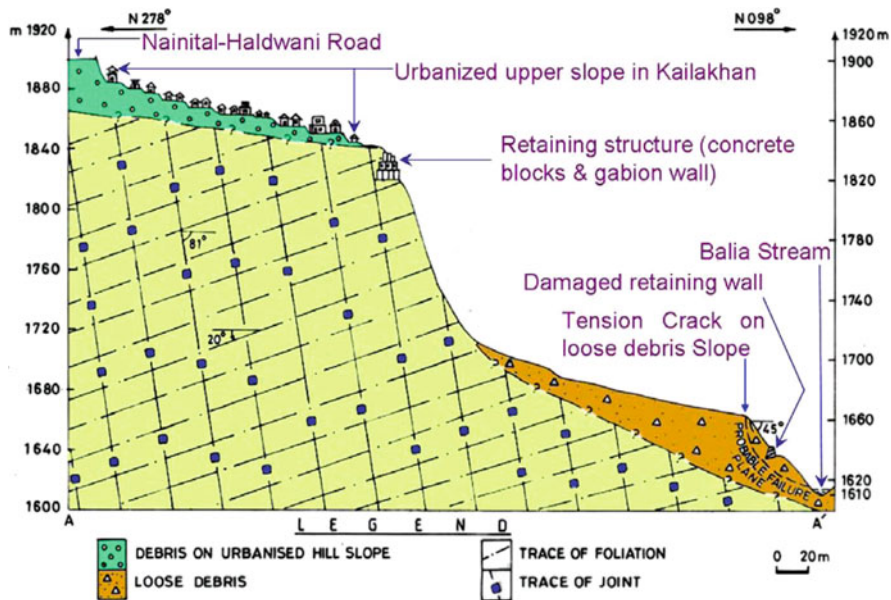 N 278° N 098°
m 1920 1920 m
Nainital-Haldwani Road
1900
Urbanized upper slope in Kailakhan
1880
1860
Retaining structure (concrete
blocks & gabion wall)
1840
1820
1800
81°
1780
Balia Stream
Damaged retaining wall
1760
1740
Tension Crack on
loose debris Slope
1720
20°
1700
1680
1660
45°
PROBABLE FAILURE
PLANE
1640
1620
1610
1600
A A'
LEGEND
DEBRIS ON URBANISED HILL SLOPE TRACE OF FOLIATION
LOOSE DEBRIS TRACE OF JOINT
0 20 m
? ? ? ? ? ? ? ? ? ?